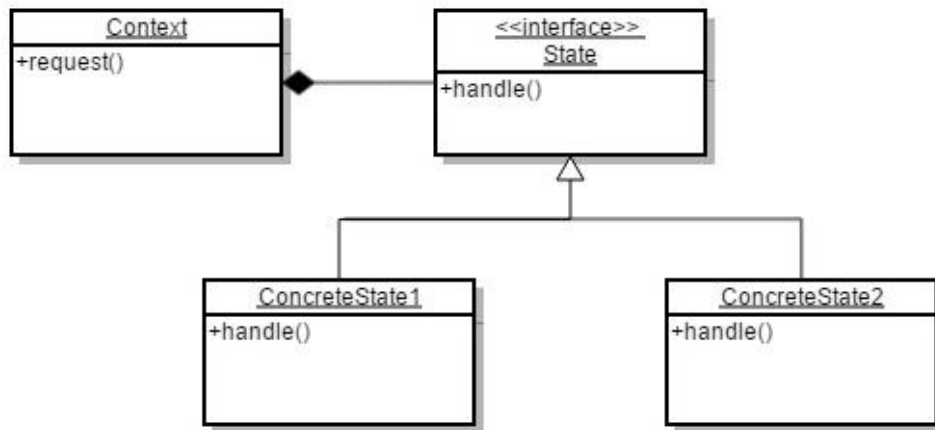 Context
+request()
<<interface>>
State
+handle()
ConcreteState1
+handle()
ConcreteState2
+handle()